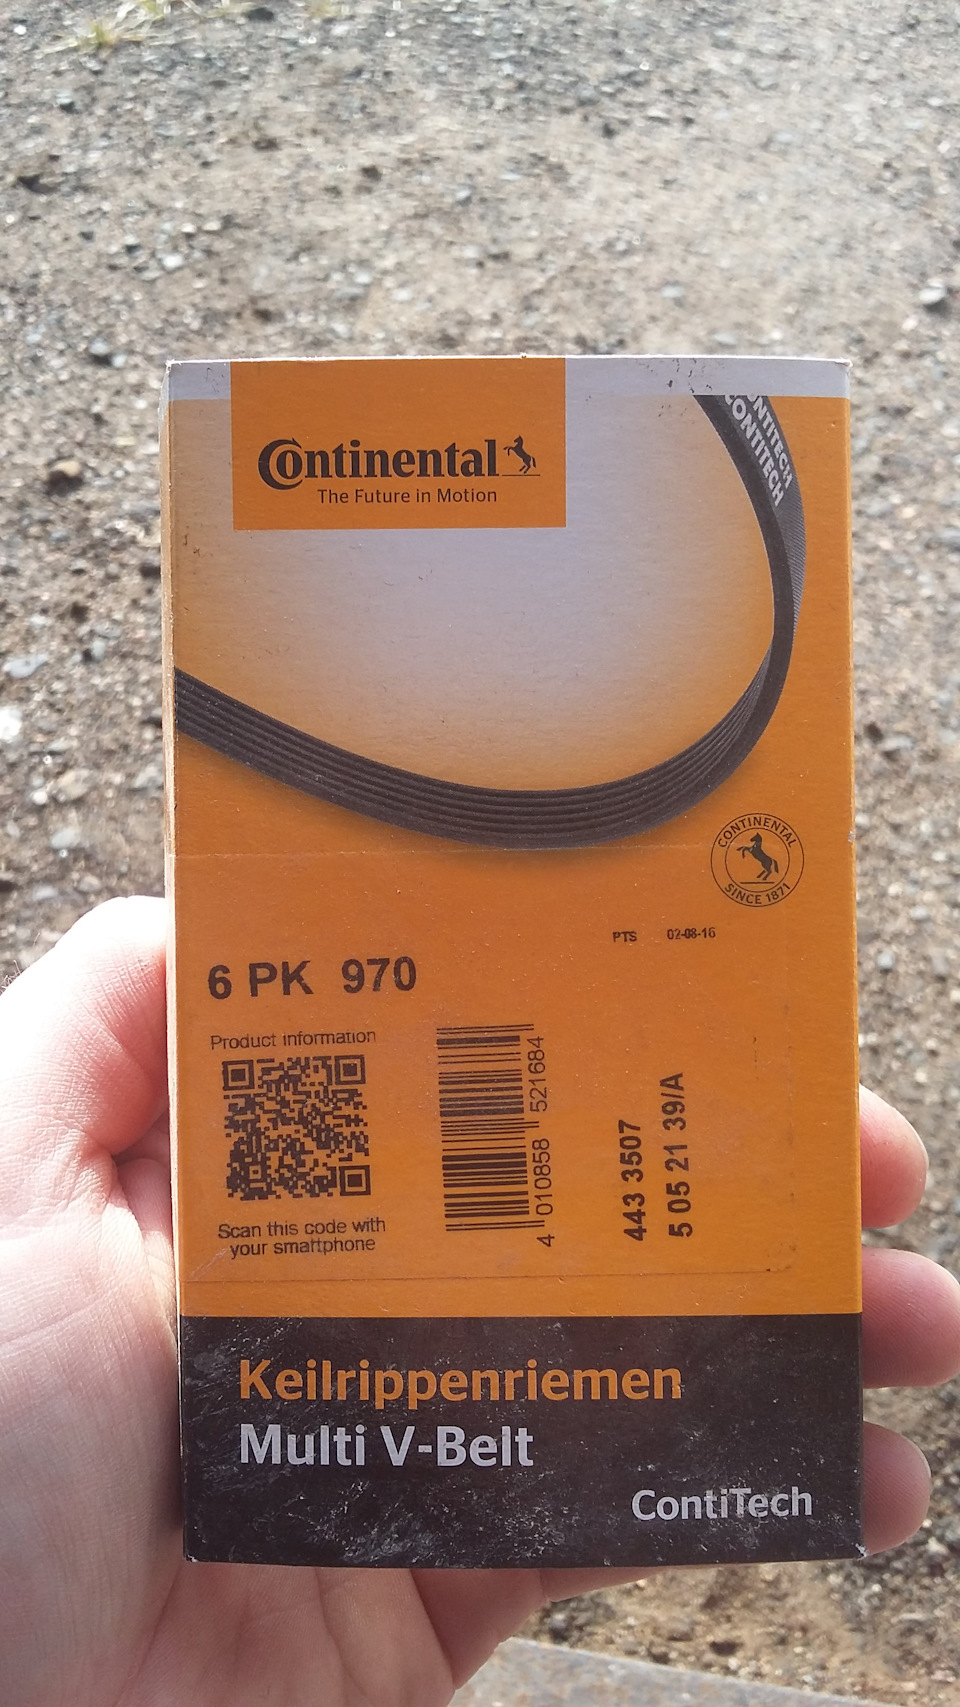 CONTITECH
CONTITECH
Continental
The Future in Motion
CONTINENTAL
SINCE 1871
PTS 02-08-16
6 PK 970
Product information
Scan this code with
your smartphone
4 010858 521684
443 3507
5 05 21 39/A
Keilrippenriemen
Multi V-Belt
ContiTech